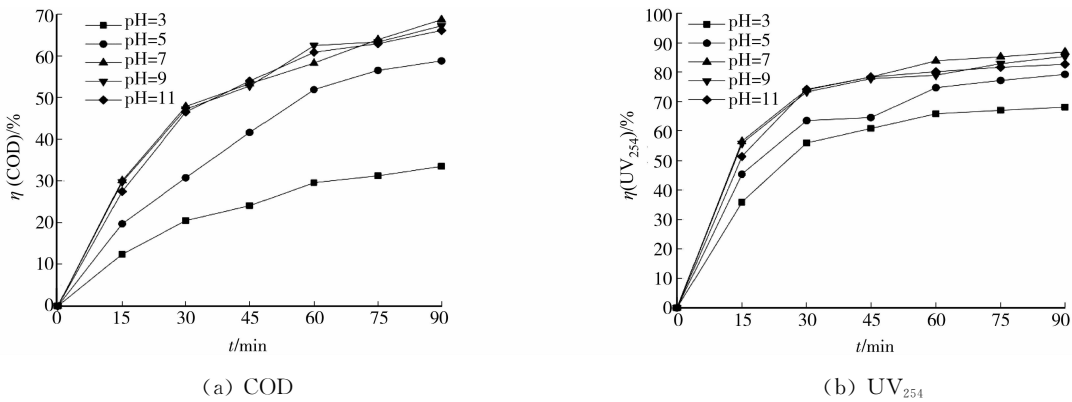 70
60
50
40
30
20
10
0
η (COD)/%
pH=3
pH=5
pH=7
pH=9
pH=11
0 15 30 45 60 75 90
t/min
(a) COD
100
90
80
70
60
50
40
30
20
10
0
η(UV₂₅₄)/%
pH=3
pH=5
pH=7
pH=9
pH=11
0 15 30 45 60 75 90
t/min
(b) UV₂₅₄